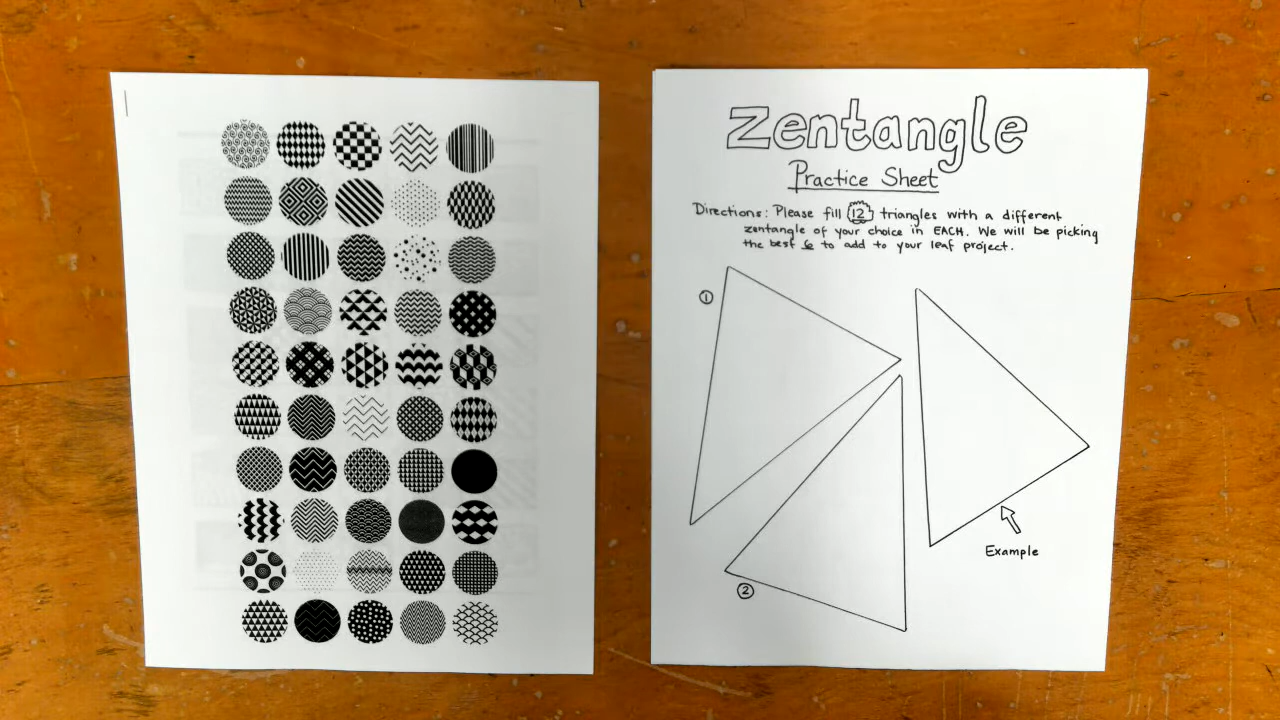 Zentangle
Practice Sheet
Directions: Please fill 12 triangles with a different
zentangle of your choice in EACH. We will be picking
the best 6 to add to your leaf project.
1
Example
2